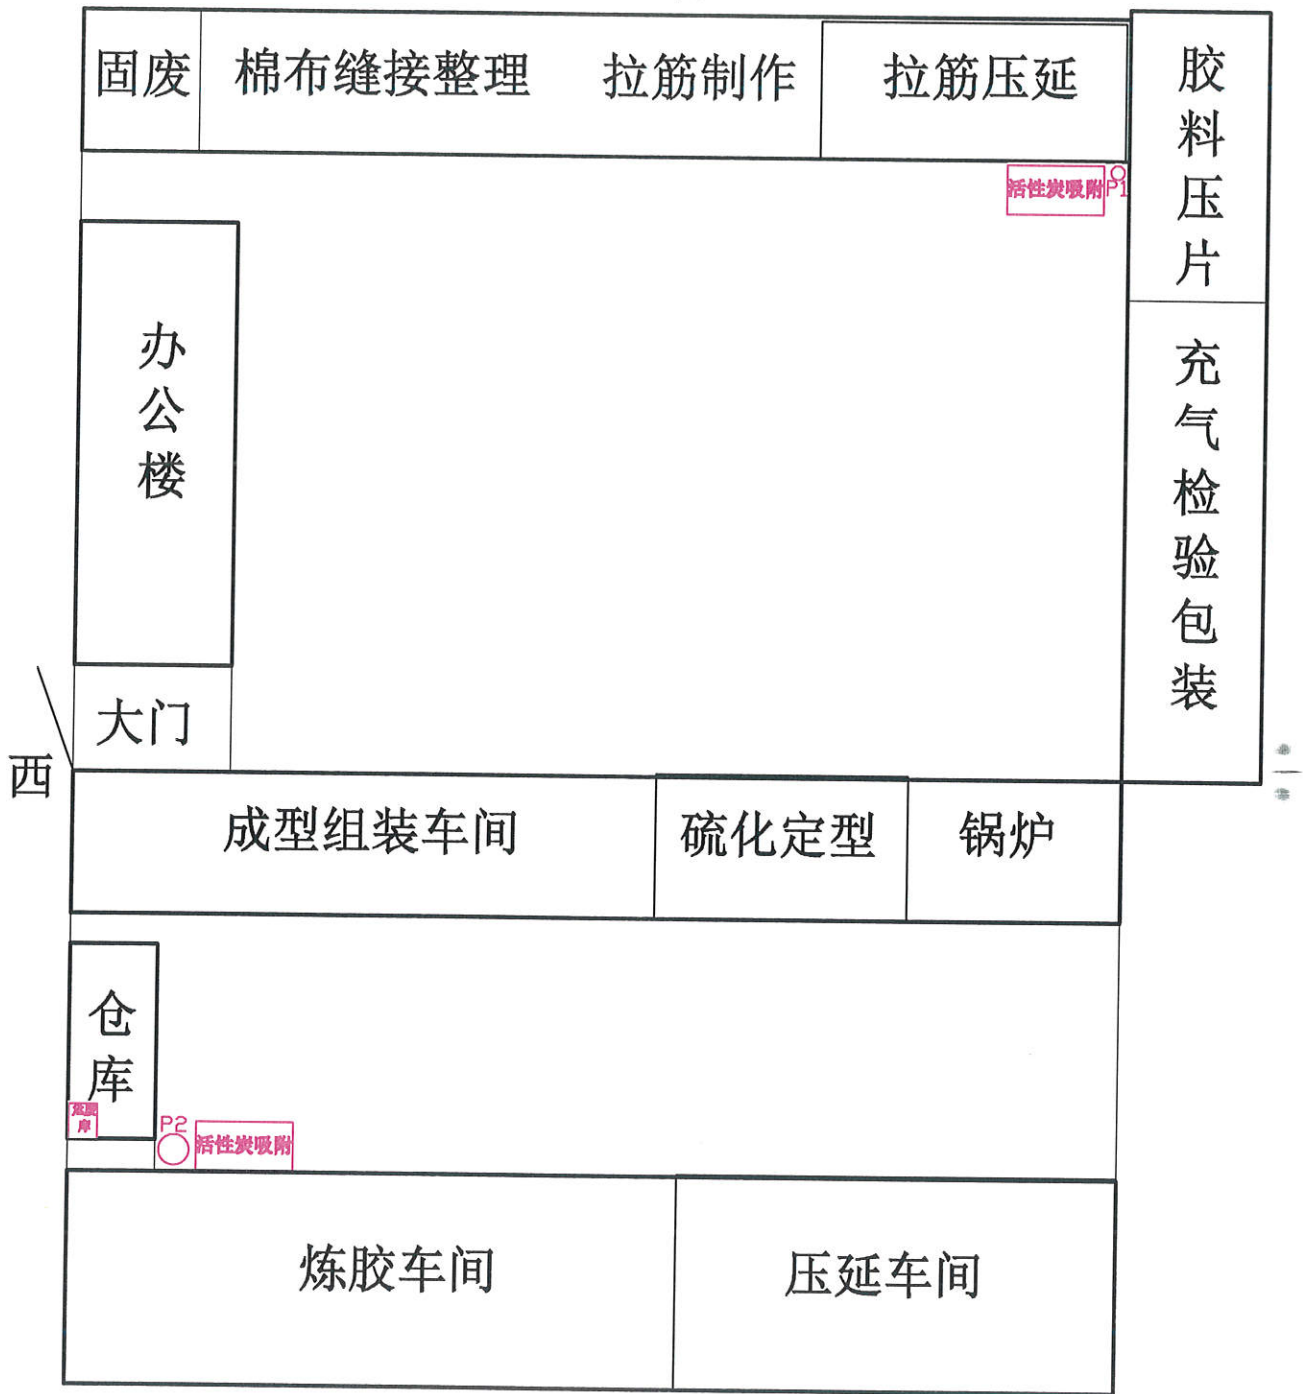 固废 棉布缝接整理 拉筋制作 拉筋压延
胶料压片
活性炭吸附 P1
办公楼
充气检验包装
大门
西
成型组装车间 硫化定型 锅炉
仓库
P2 活性炭吸附
炼胶车间 压延车间